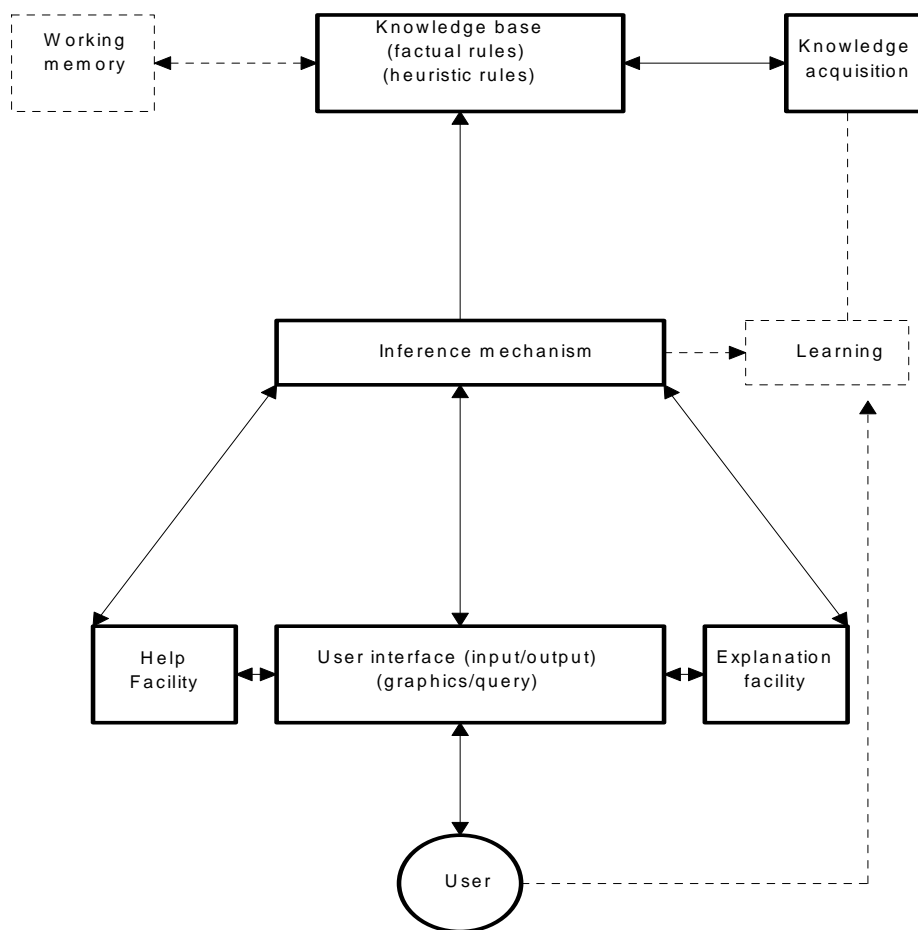 Working
memory
Knowledge base
(factual rules)
(heuristic rules)
Knowledge
acquisition
Inference mechanism
Learning
Help
Facility
User interface (input/output)
(graphics/query)
Explanation
facility
User